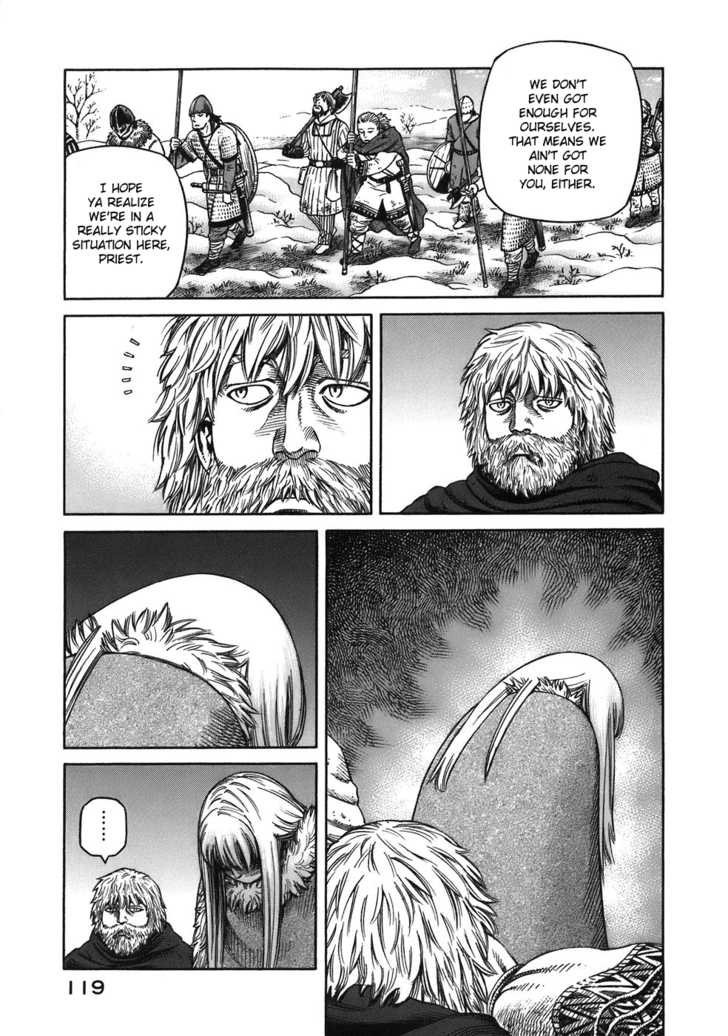 WE DON'T
EVEN GOT
ENOUGH FOR
OURSELVES.
THAT MEANS WE
AIN'T GOT
NONE FOR
YOU, EITHER.
I HOPE
YA REALIZE
WE'RE IN A
REALLY STICKY
SITUATION HERE,
PRIEST.
......
119